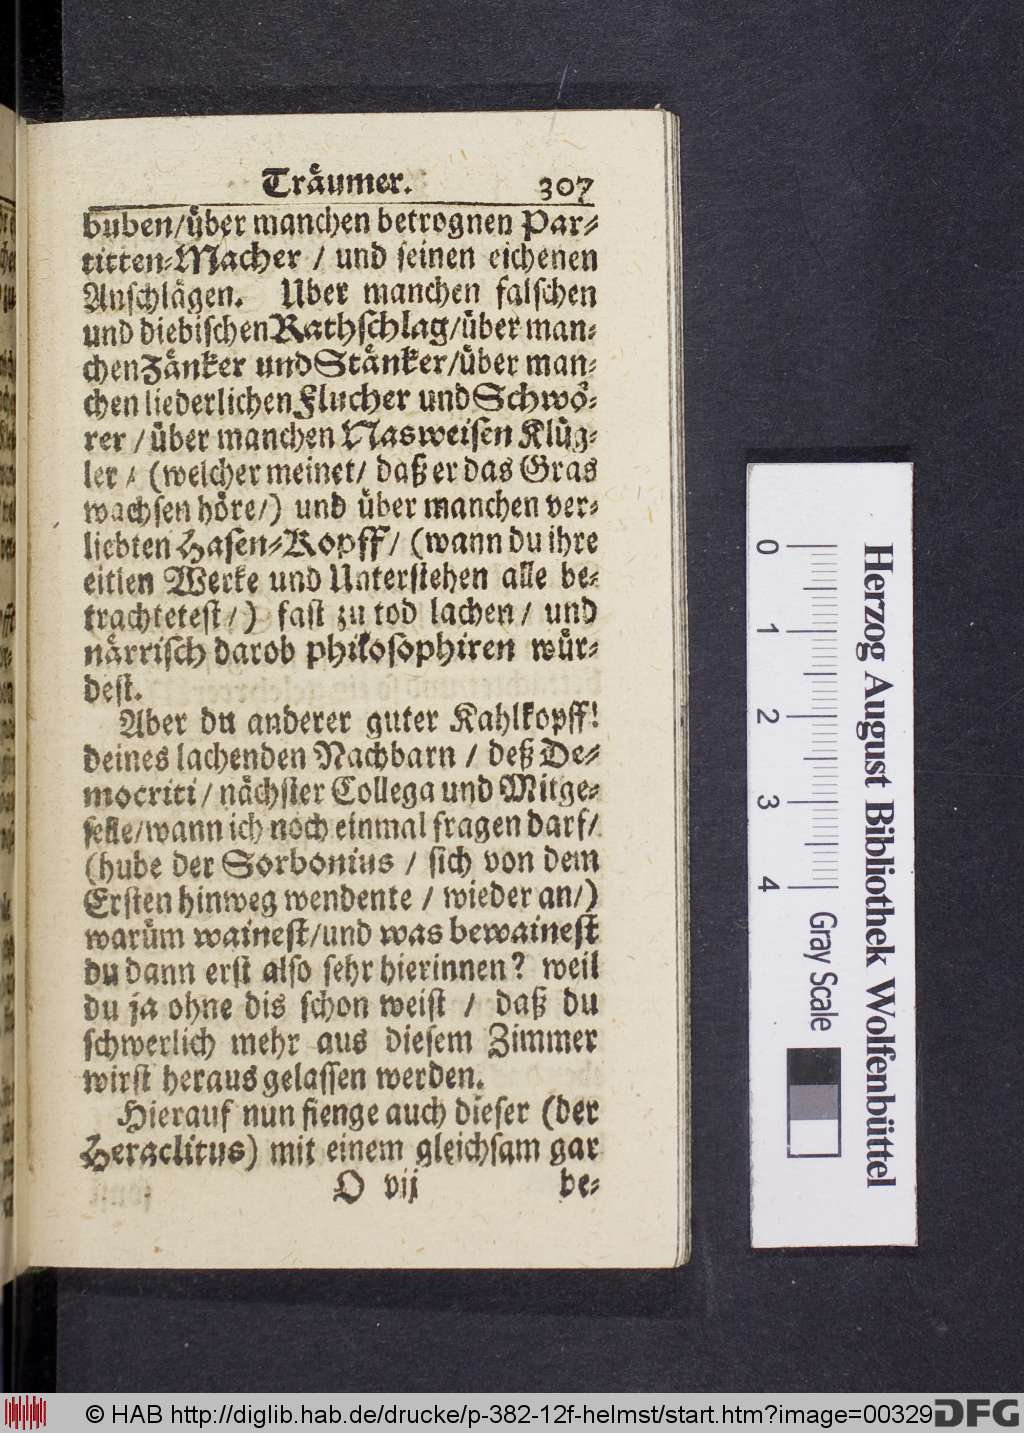 Träumer. 307
buben/über manchen betrognen Par-
titten-Macher / und seinen eichenen
Anschlägen. Uber manchen falschen
und diebischen Rathschlag/über man-
chen Zänker und Stänker/über man-
chen liederlichen Flucher und Schwö-
rer / über manchen Nasweisen Klüg-
ler / (welcher meinet/ daß er das Gras
wachsen höre/) und über manchen ver-
liebten Hasen-Kopff/ (wann du ihre
eitlen Werke und Unterstehen alle be-
trachtetest/) fast zu tod lachen / und
närrisch darob philosophiren wür-
dest.
Aber du anderer guter Kahlkopff!
deines lachenden Nachbarn / deß De-
mocriti / nächster Collega und Mitge-
selle/wann ich noch einmal fragen darf/
(hube der Sorbonius / sich von dem
Ersten hinweg wendente / wieder an/)
warüm wainest/und was bewainest
du dann erst also sehr hierinnen? weil
du ja ohne dis schon weist / daß du
schwerlich mehr aus diesem Zimmer
wirst heraus gelassen werden.
Hierauf nun fienge auch dieser (der
Heraclitus) mit einem gleichsam gar
O vij be-
0 1 2 3 4
Gray Scale
Herzog August Bibliothek Wolfenbüttel
© HAB http://diglib.hab.de/drucke/p-382-12f-helmst/start.htm?image=00329
DFG